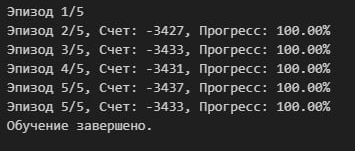 Эпизод 1/5
Эпизод 2/5, Счет: -3427, Прогресс: 100.00%
Эпизод 3/5, Счет: -3433, Прогресс: 100.00%
Эпизод 4/5, Счет: -3431, Прогресс: 100.00%
Эпизод 5/5, Счет: -3437, Прогресс: 100.00%
Эпизод 5/5, Счет: -3433, Прогресс: 100.00%
Обучение завершено.